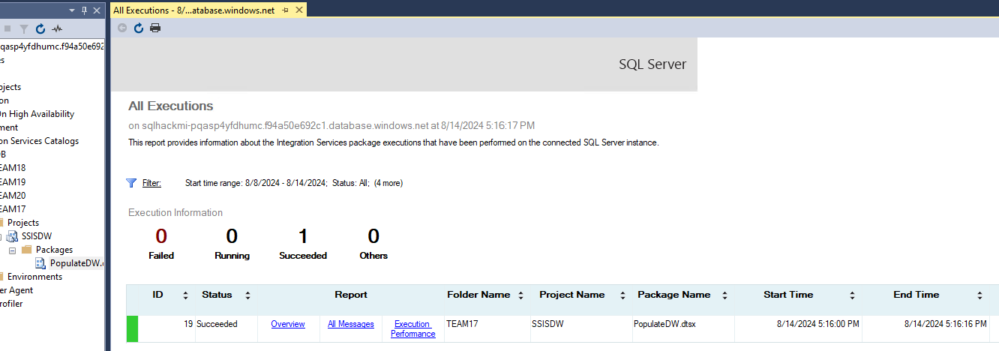 All Executions - 8/...atabase.windows.net
qasp4yfdhumc.f94a50e692
es
ojects
on
On High Availability
ment
on Services Catalogs
DB
EAM18
EAM19
EAM20
EAM17
Projects
SSISDW
Packages
PopulateDW.d
Environments
er Agent
rofiler
SQL Server
All Executions
on sqlhackmi-pqasp4yfdhumc.f94a50e692c1.database.windows.net at 8/14/2024 5:16:17 PM
This report provides information about the Integration Services package executions that have been performed on the connected SQL Server instance.
Filter: Start time range: 8/8/2024 - 8/14/2024; Status: All; (4 more)
Execution Information
0 0 1 0
Failed Running Succeeded Others
ID Status Report Folder Name Project Name Package Name Start Time End Time
19 Succeeded Overview All Messages Execution Performance TEAM17 SSISDW PopulateDW.dtsx 8/14/2024 5:16:00 PM 8/14/2024 5:16:16 PM